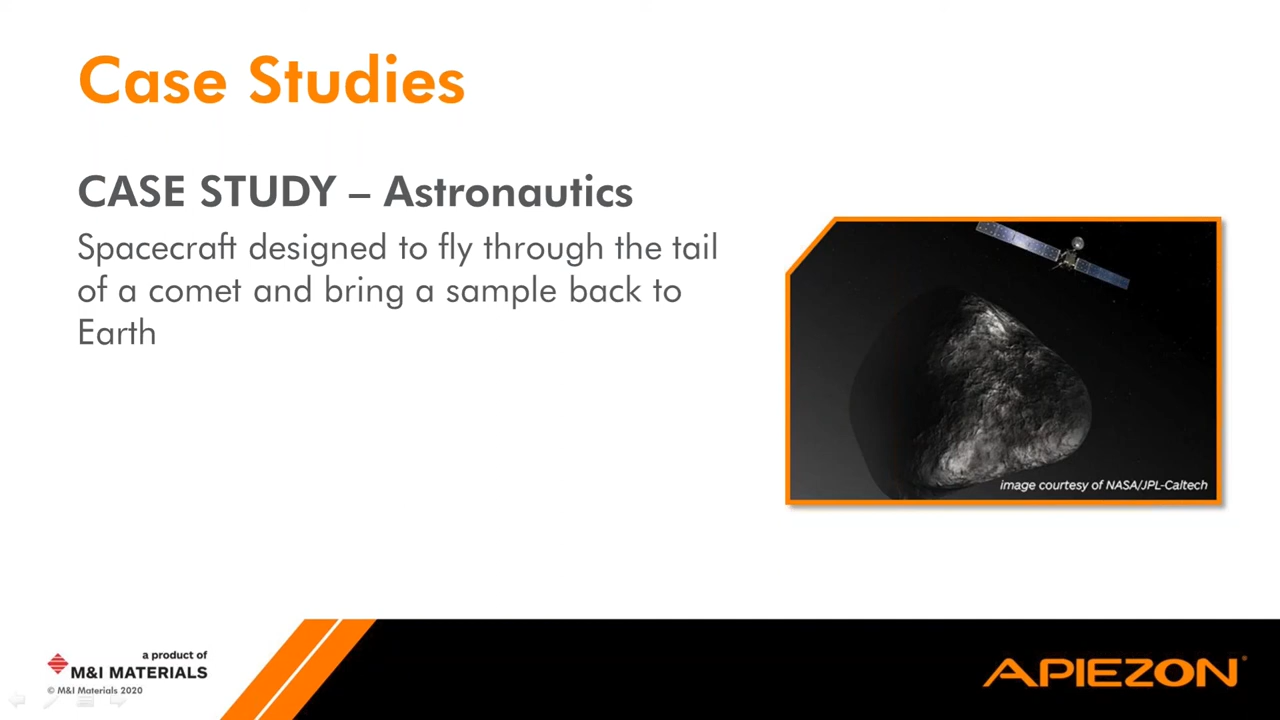 Case Studies
CASE STUDY – Astronautics
Spacecraft designed to fly through the tail
of a comet and bring a sample back to
Earth
image courtesy of NASA/JPL-Caltech
a product of
M&I MATERIALS
© M&I Materials 2020
APIEZON®